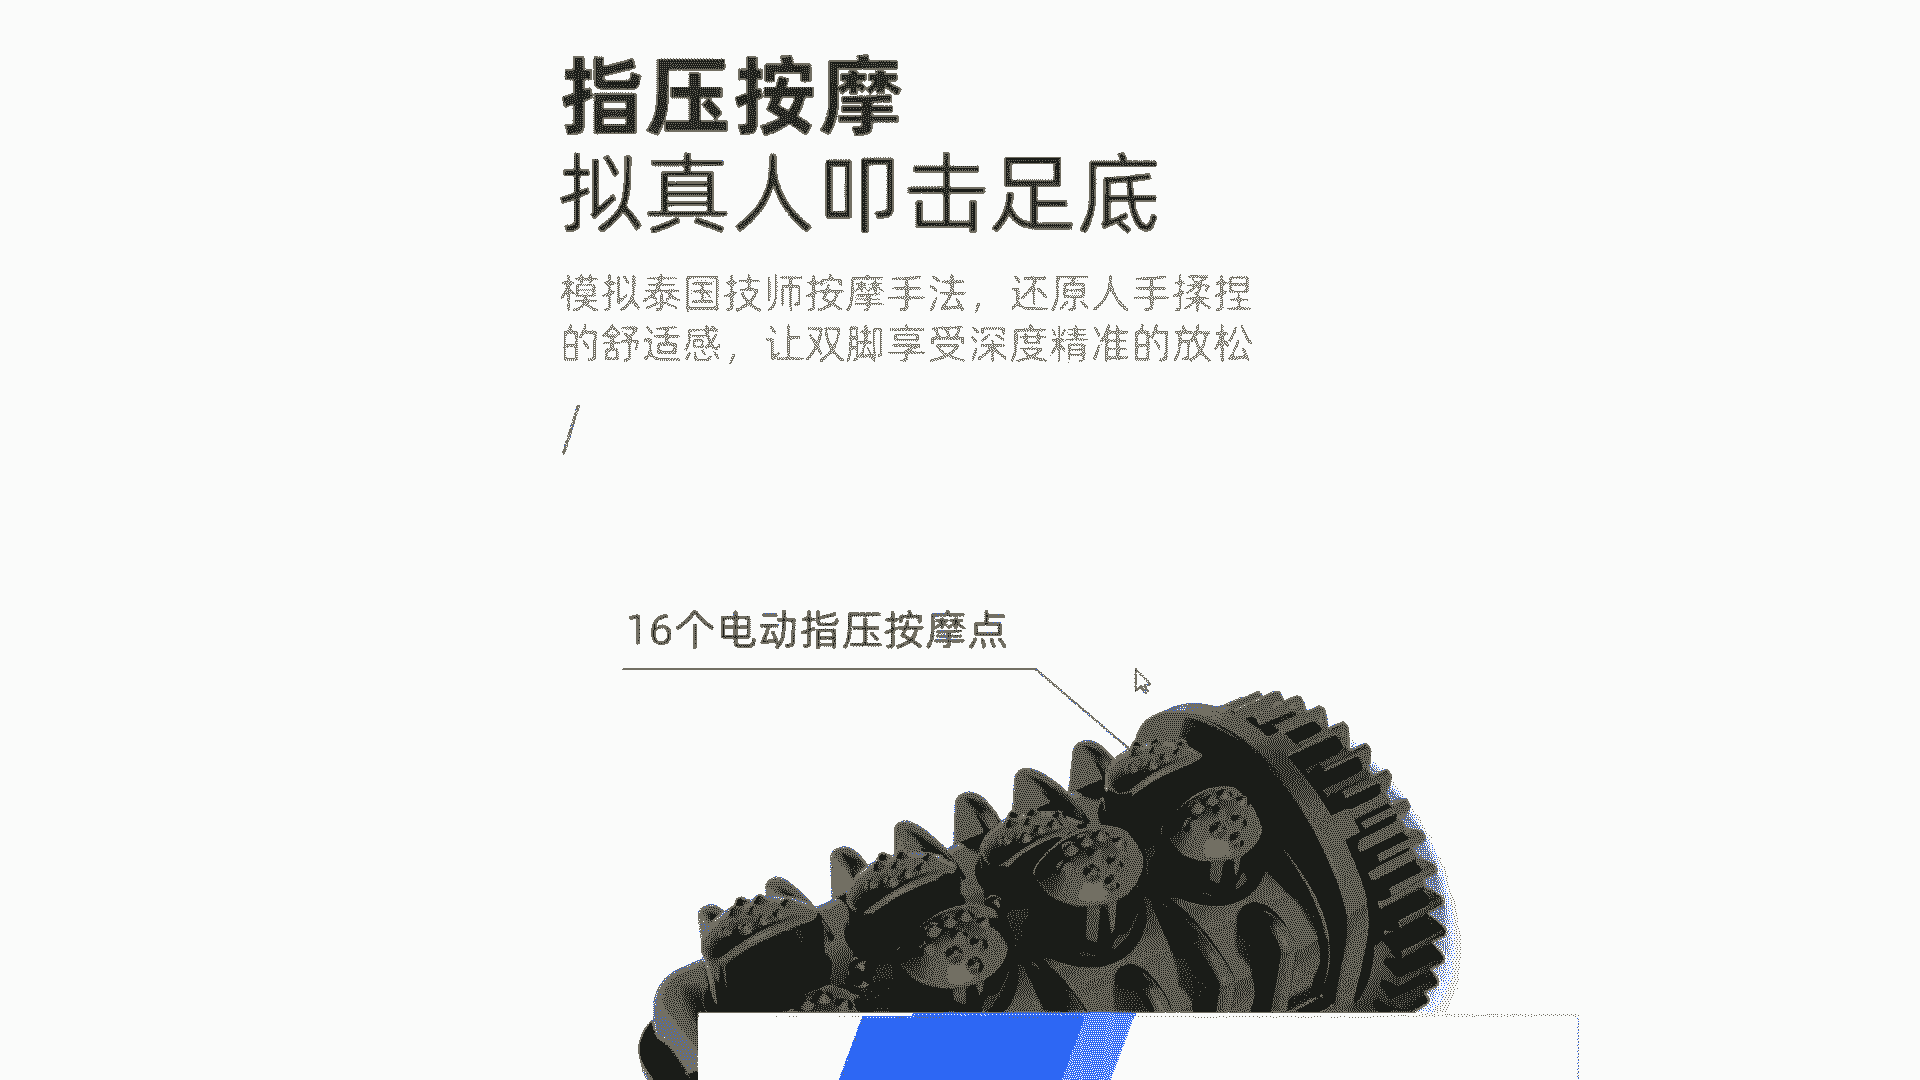 指压按摩
拟真人叩击足底
模拟泰国技师按摩手法，还原人手揉捏
的舒适感，让双脚享受深度精准的放松
/
16个电动指压按摩点